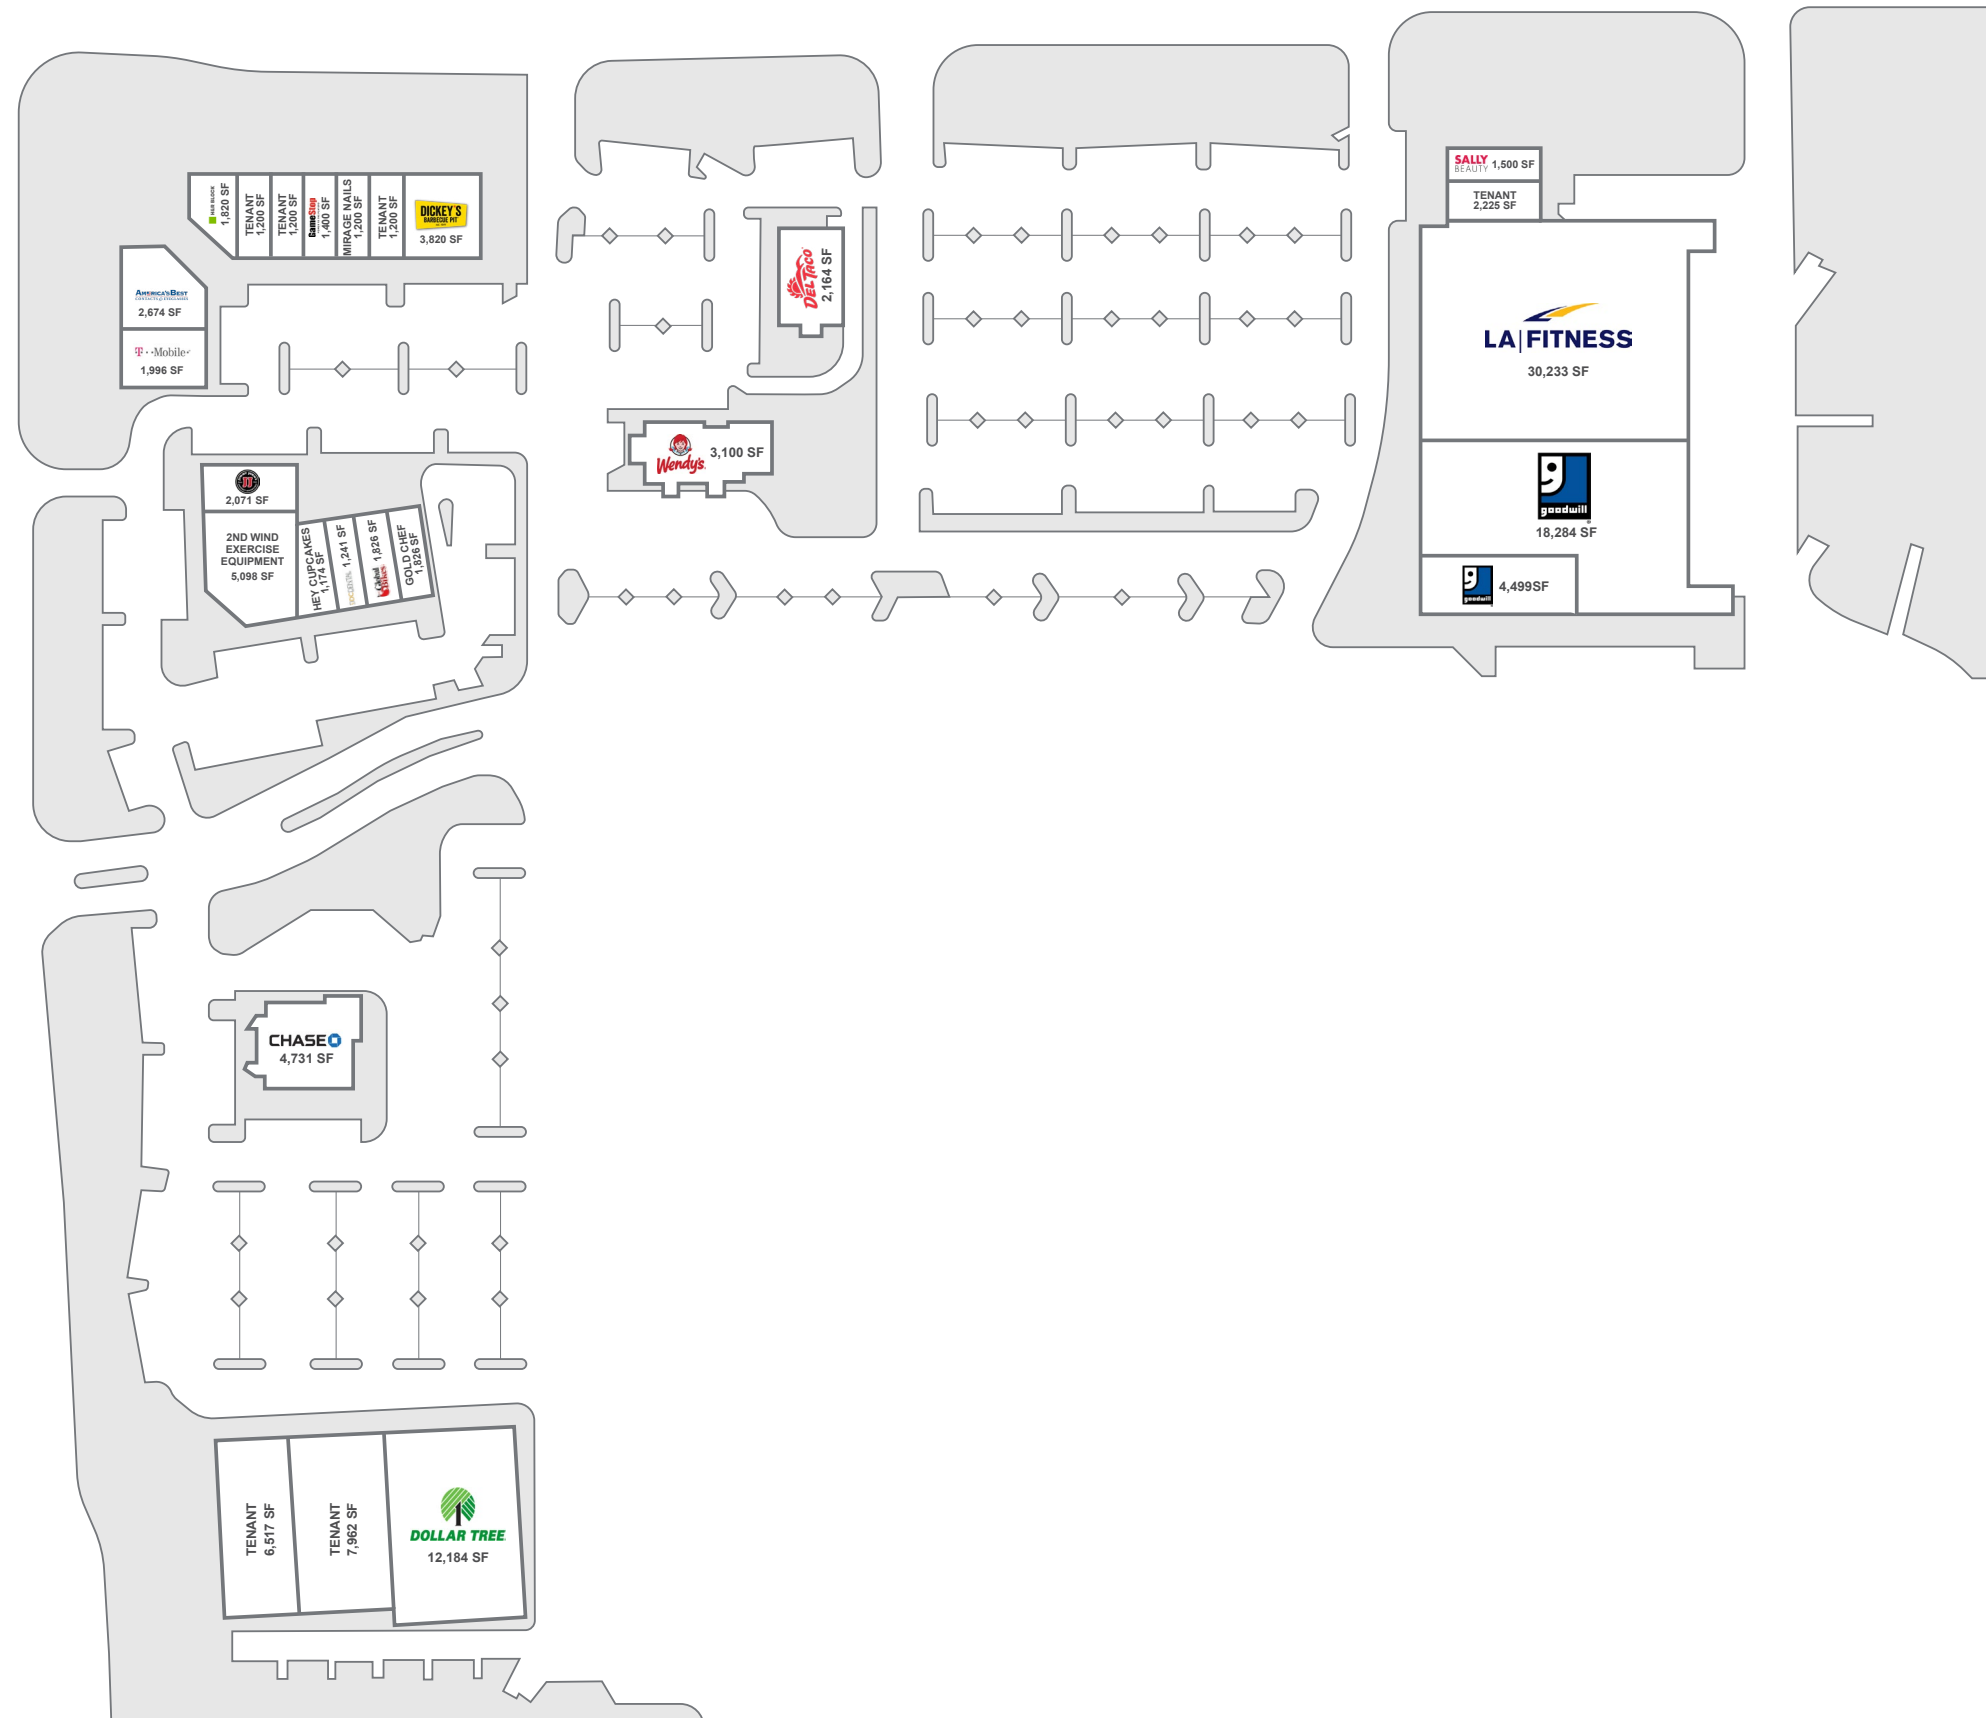 H&R BLOCK
1,820 SF
TENANT
1,200 SF
TENANT
1,200 SF
GameStop
1,400 SF
MIRAGE NAILS
1,200 SF
TENANT
1,200 SF
DICKEY'S
BARBECUE PIT
3,820 SF
AMERICA'S BEST
CONTACTS & EYEGLASSES
2,674 SF
T··Mobile·
1,996 SF
DEL TACO
2,164 SF
Wendy's
3,100 SF
SALLY
BEAUTY
1,500 SF
TENANT
2,225 SF
LA|FITNESS
30,233 SF
goodwill
18,284 SF
goodwill
4,499SF
2,071 SF
2ND WIND
EXERCISE
EQUIPMENT
5,098 SF
HEY CUPCAKES
1,174 SF
1,241 SF
Global
Bikes
1,826 SF
GOLD CHEF
1,826 SF
CHASE
4,731 SF
TENANT
6,517 SF
TENANT
7,962 SF
DOLLAR TREE
12,184 SF